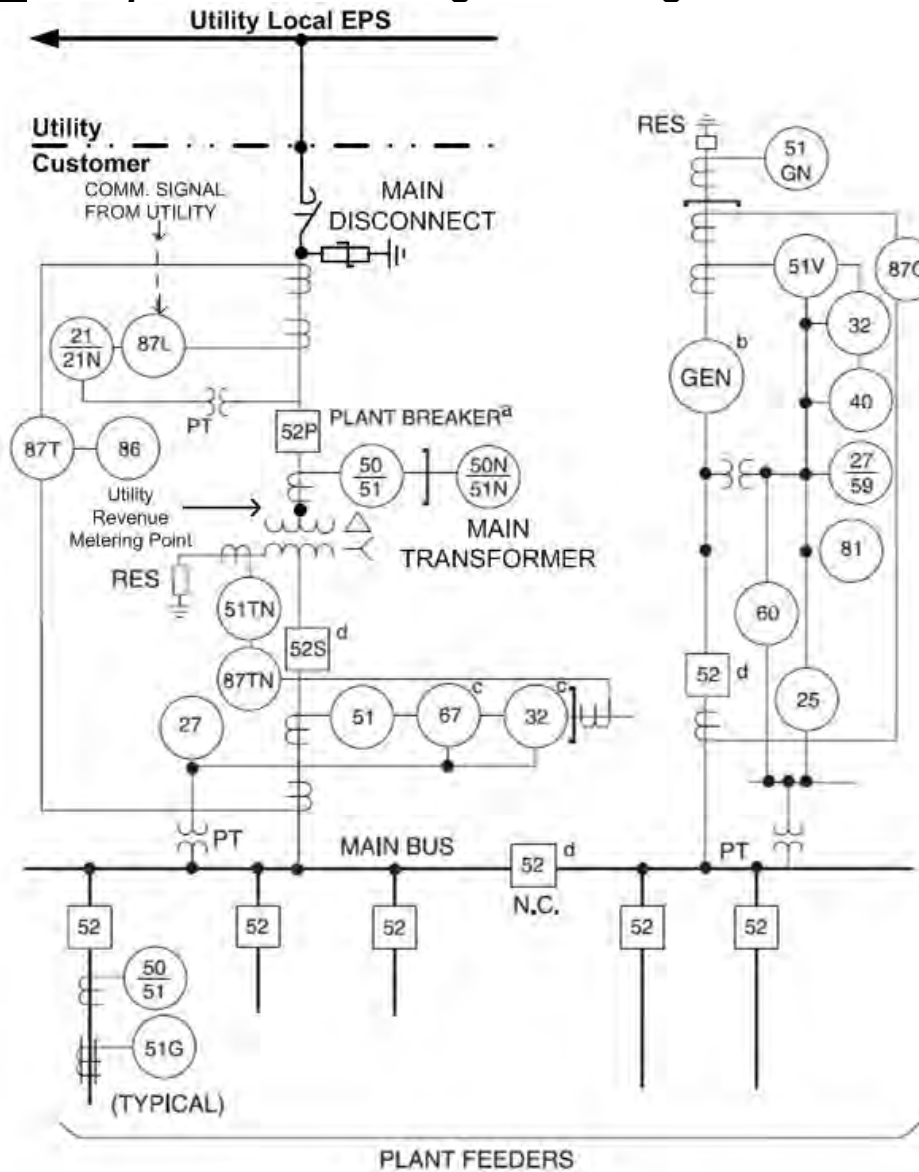 Utility Local EPS
Utility
Customer
COMM. SIGNAL
FROM UTILITY
MAIN
DISCONNECT
RES
51
GN
51V
87G
32
21
21N
87L
b
GEN
40
PT
52P
PLANT BREAKERa
87T
86
50
51
50N
51N
27
59
Utility
Revenue
Metering Point
MAIN
TRANSFORMER
81
RES
51TN
60
52S
d
87TN
52
d
25
27
51
67
c
32
c
PT
MAIN BUS
52
d
N.C.
PT
52
52
52
52
52
50
51
51G
(TYPICAL)
PLANT FEEDERS